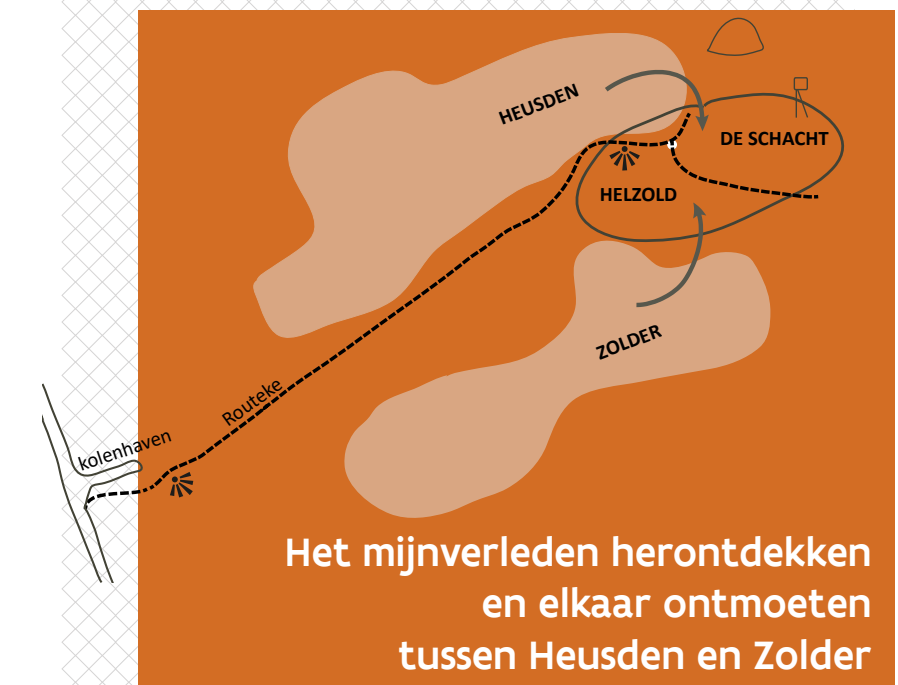 HEUSDEN
DE SCHACHT
HELZOLD
ZOLDER
Routeke
kolenhaven
Het mijnverleden herontdekken
en elkaar ontmoeten
tussen Heusden en Zolder